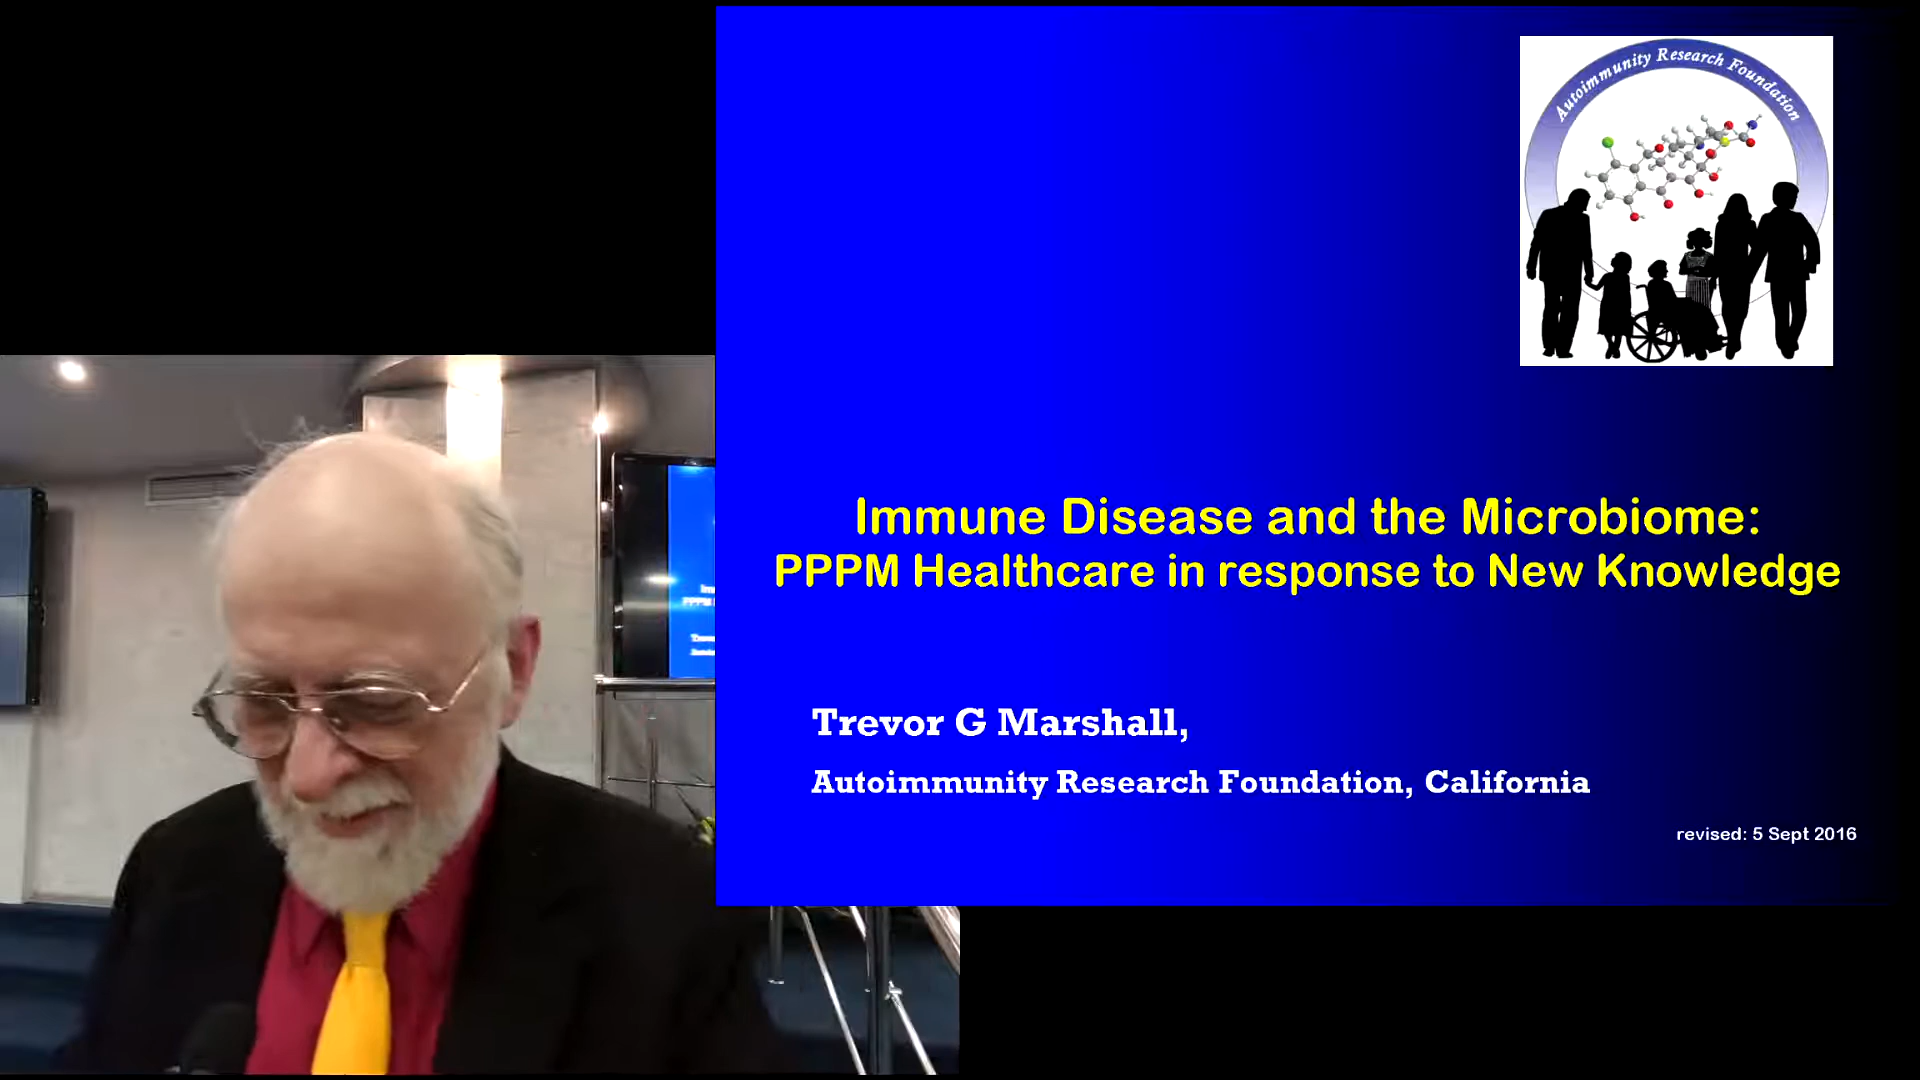 Autoimmunity Research Foundation
Immune Disease and the Microbiome:
PPPM Healthcare in response to New Knowledge
Trevor G Marshall,
Autoimmunity Research Foundation, California
revised: 5 Sept 2016